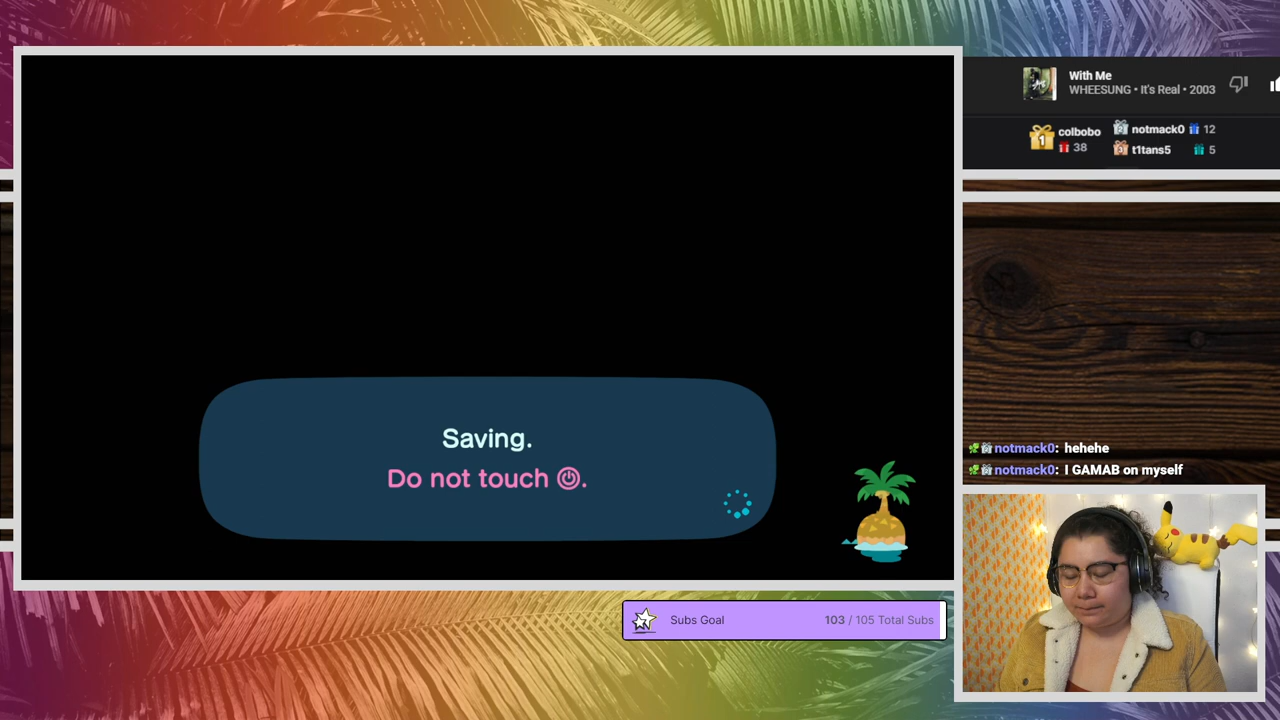 With Me
WHEESUNG • It's Real • 2003
1
colbobo
38
notmack0 12
t1tans5 5
Saving.
Do not touch .
notmack0: hehehe
notmack0: I GAMAB on myself
Subs Goal 103 / 105 Total Subs